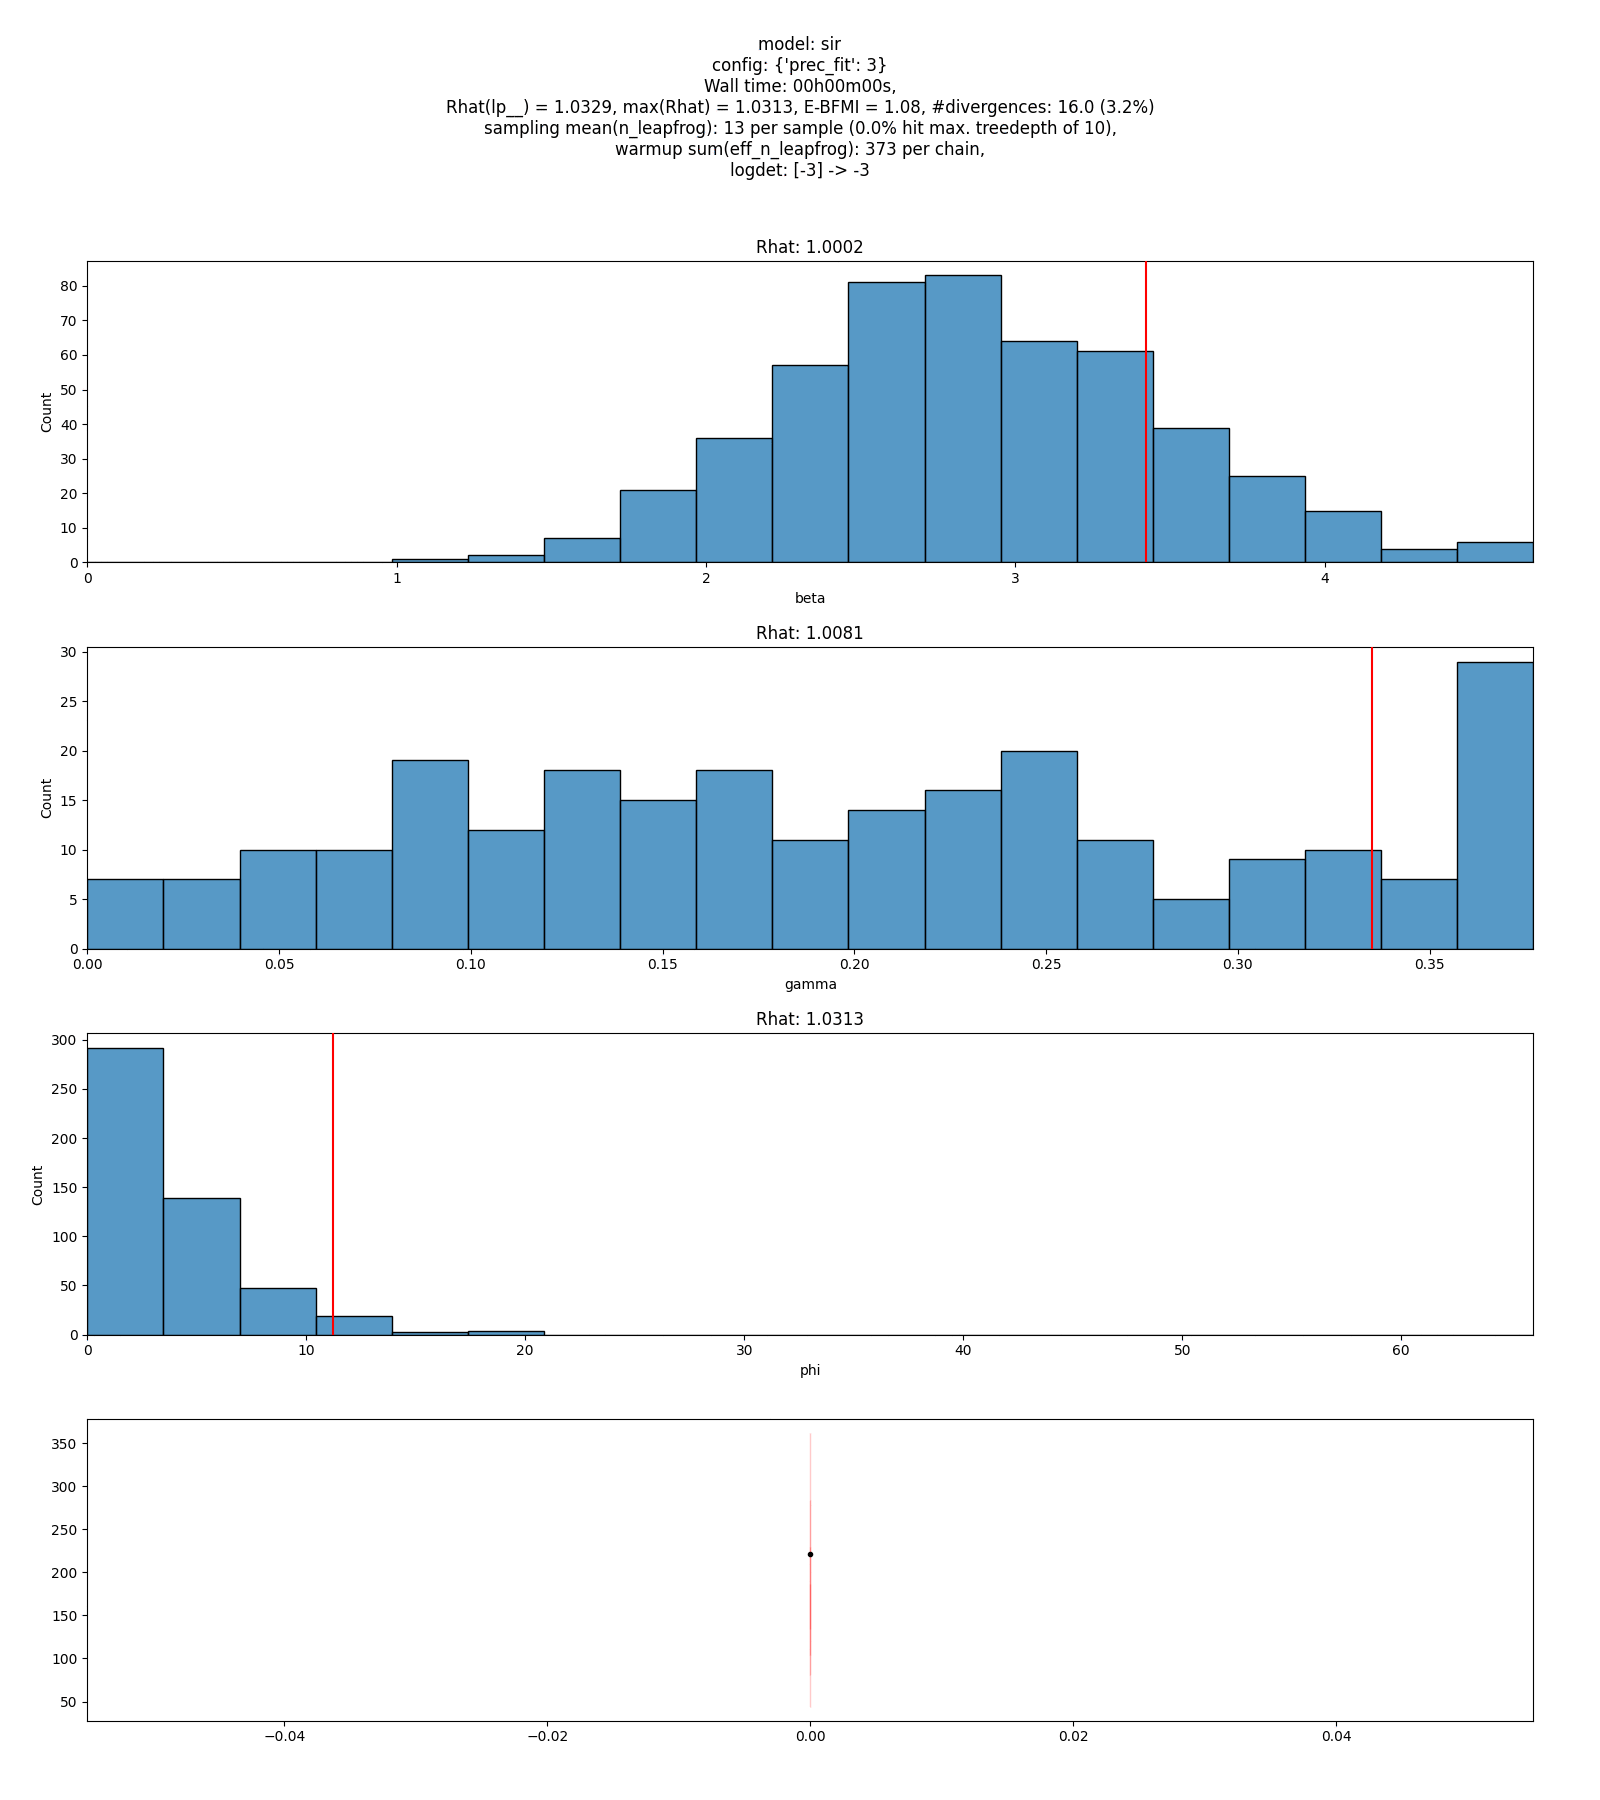 model: sir
config: {'prec_fit': 3}
Wall time: 00h00m00s,
Rhat(lp__) = 1.0329, max(Rhat) = 1.0313, E-BFMI = 1.08, #divergences: 16.0 (3.2%)
sampling mean(n_leapfrog): 13 per sample (0.0% hit max. treedepth of 10),
warmup sum(eff_n_leapfrog): 373 per chain,
logdet: [-3] -> -3
Rhat: 1.0002
80
70
60
50
40
30
20
10
0
Count
0 1 2 3 4
beta
Rhat: 1.0081
30
25
20
15
10
5
0
Count
0.00 0.05 0.10 0.15 0.20 0.25 0.30 0.35
gamma
Rhat: 1.0313
300
250
200
150
100
50
0
Count
0 10 20 30 40 50 60
phi
350
300
250
200
150
100
50
−0.04 −0.02 0.00 0.02 0.04